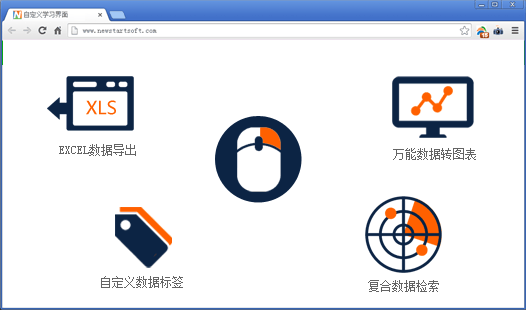 自定义学习界面
www.newstartsoft.com
XLS
EXCEL数据导出
万能数据转图表
自定义数据标签
复合数据检索